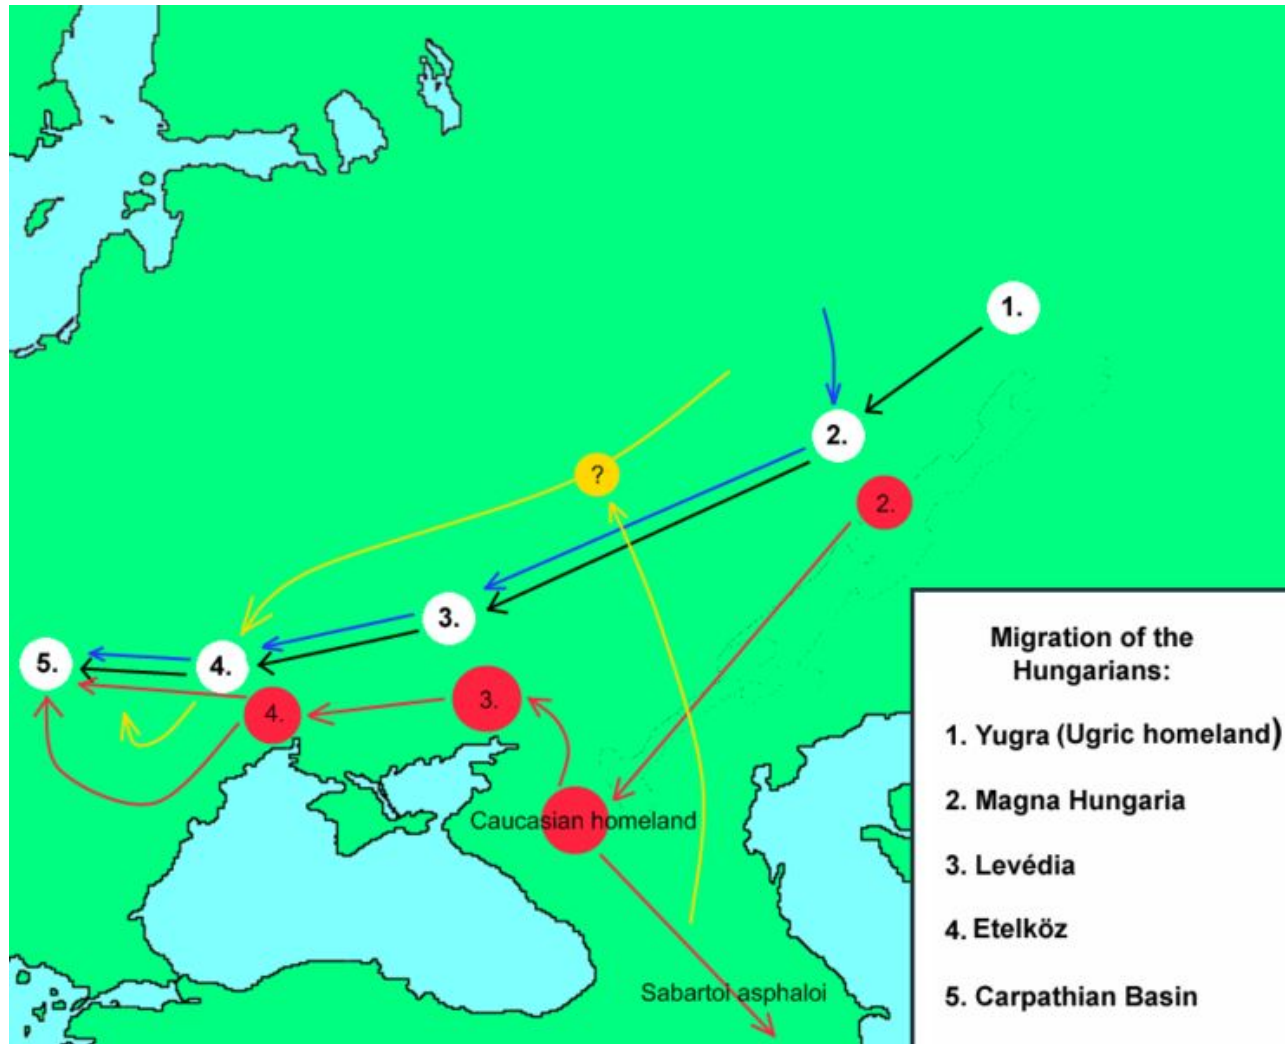 1.
2.
?
2.
3.
5.
4.
3.
4.
Caucasian homeland
Sabartoi asphaloi
Migration of the
Hungarians:
1. Yugra (Ugric homeland)
2. Magna Hungaria
3. Levédia
4. Etelköz
5. Carpathian Basin